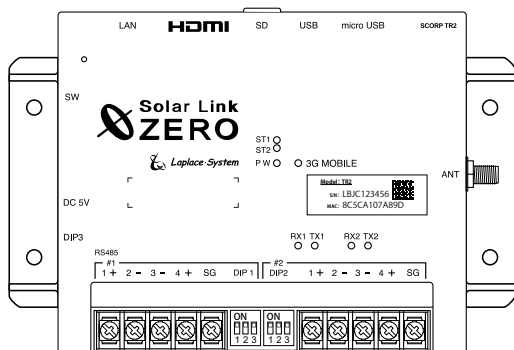 LAN HDMI SD USB micro USB SCORP TR2
SW
Solar Link
ZERO
Laplace·System
ST1
ST2
PW
3G MOBILE
ANT
Model: TR2
S/N: LBJC123456
MAC: 8C5CA107A89D
DC 5V
DIP3
RX1 TX1 RX2 TX2
RS485
#1 #2
1 + 2 - 3 - 4 + SG DIP 1 DIP2 1 + 2 - 3 - 4 + SG
ON ON
1 2 3 1 2 3